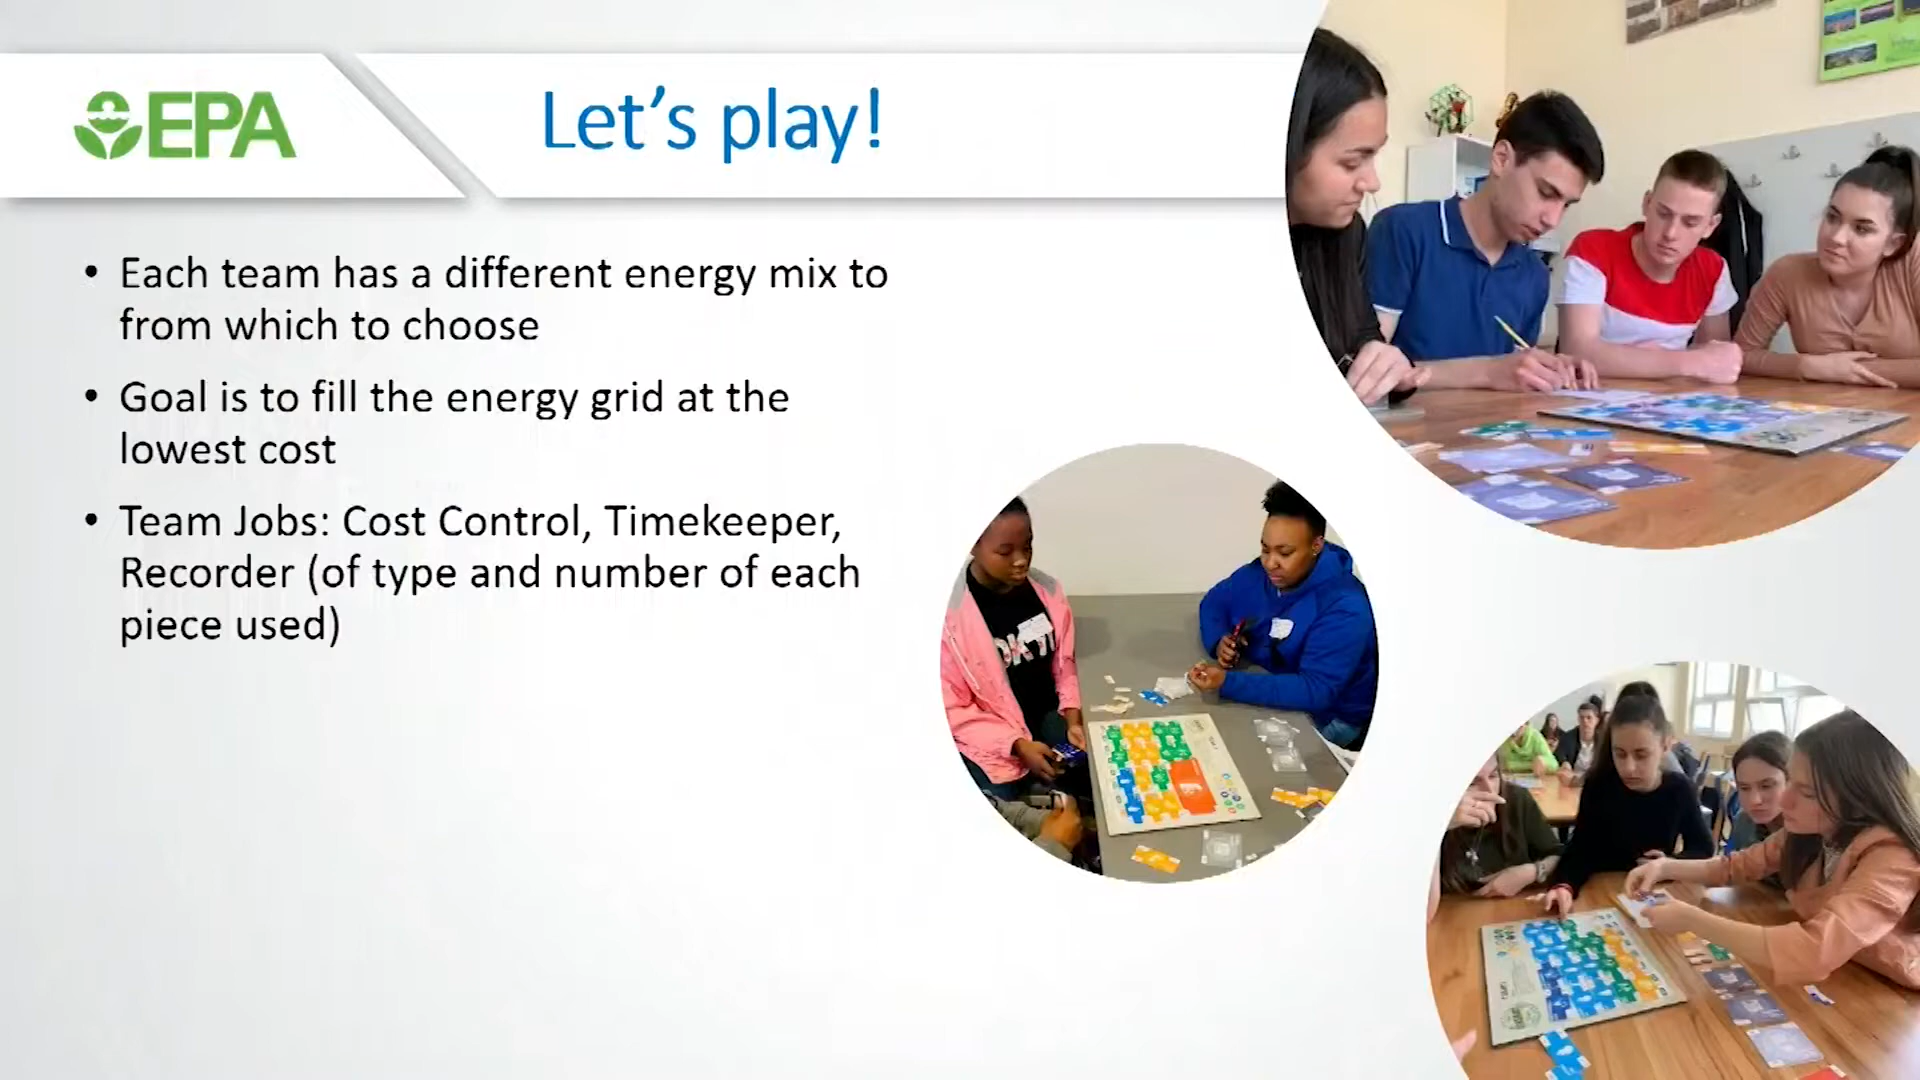 EPA
Let’s play!
• Each team has a different energy mix to
from which to choose
• Goal is to fill the energy grid at the
lowest cost
• Team Jobs: Cost Control, Timekeeper,
Recorder (of type and number of each
piece used)